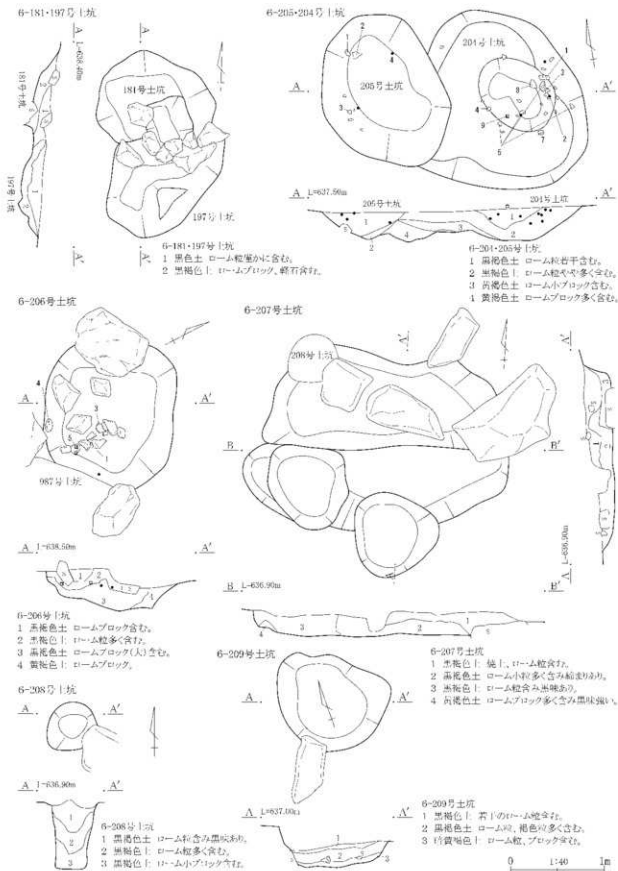 6-181・197号土坑
A
A'
L=638.40m
181号土坑
197号土坑
181号土坑
197号土坑
6-181・197号土坑
1 黒色土 ローム粒僅かに含む。
2 黒褐色土 ロームブロック、軽石含む。
6-205・204号土坑
204号土坑
205号土坑
A
A'
A L=637.90m
A'
205号土坑
204号土坑
6-204・205号土坑
1 黒褐色土 ローム粒若干含む。
2 黒褐色土 ローム粒やや多く含む。
3 黄褐色土 ローム小ブロック含む。
4 黄褐色土 ロームブロック多く含む。
6-206号土坑
A
A'
987号土坑
A L=638.50m
A'
6-206号土坑
1 黒褐色土 ロームブロック含む。
2 黒褐色土 ローム粒多く含む。
3 黒褐色土 ロームブロック(大)含む。
4 黄褐色土 ロームブロック。
6-207号土坑
208号土坑
A'
B
B'
A
A L=636.90m
B L=636.90m
B'
6-207号土坑
1 黒褐色土 焼土、ローム粒含む。
2 黒褐色土 ローム小粒多く含み締まりあり。
3 黒褐色土 ローム粒含み黒味あり。
4 黄褐色土 ロームブロック多く含み黒味強い。
6-208号土坑
A
A'
A L=636.90m
A'
6-208号土坑
1 黒褐色土 ローム粒含み黒味あり。
2 黒褐色土 ローム粒多く含む。
3 黒褐色土 ローム小ブロック含む。
6-209号土坑
A
A'
A L=637.00m
A'
6-209号土坑
1 黒褐色土 若干のローム粒含む。
2 黒褐色土 ローム粒、褐色粒多く含む。
3 暗黄褐色土 ローム粒、ブロック含む。
0 1:40 1m